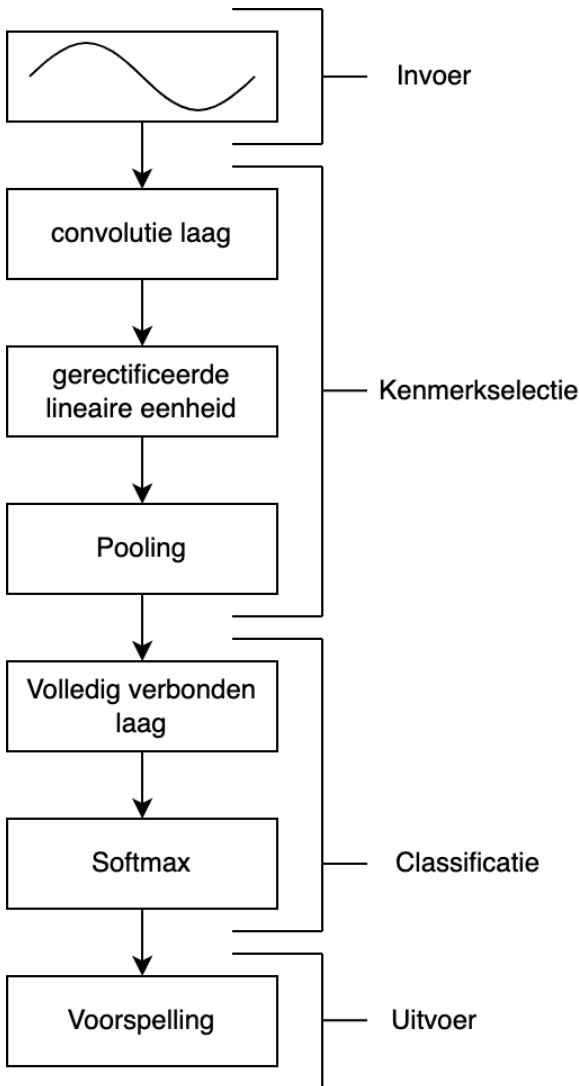 Invoer
convolutie laag
gerectificeerde
lineaire eenheid
Kenmerkselectie
Pooling
Volledig verbonden
laag
Softmax
Classificatie
Voorspelling
Uitvoer